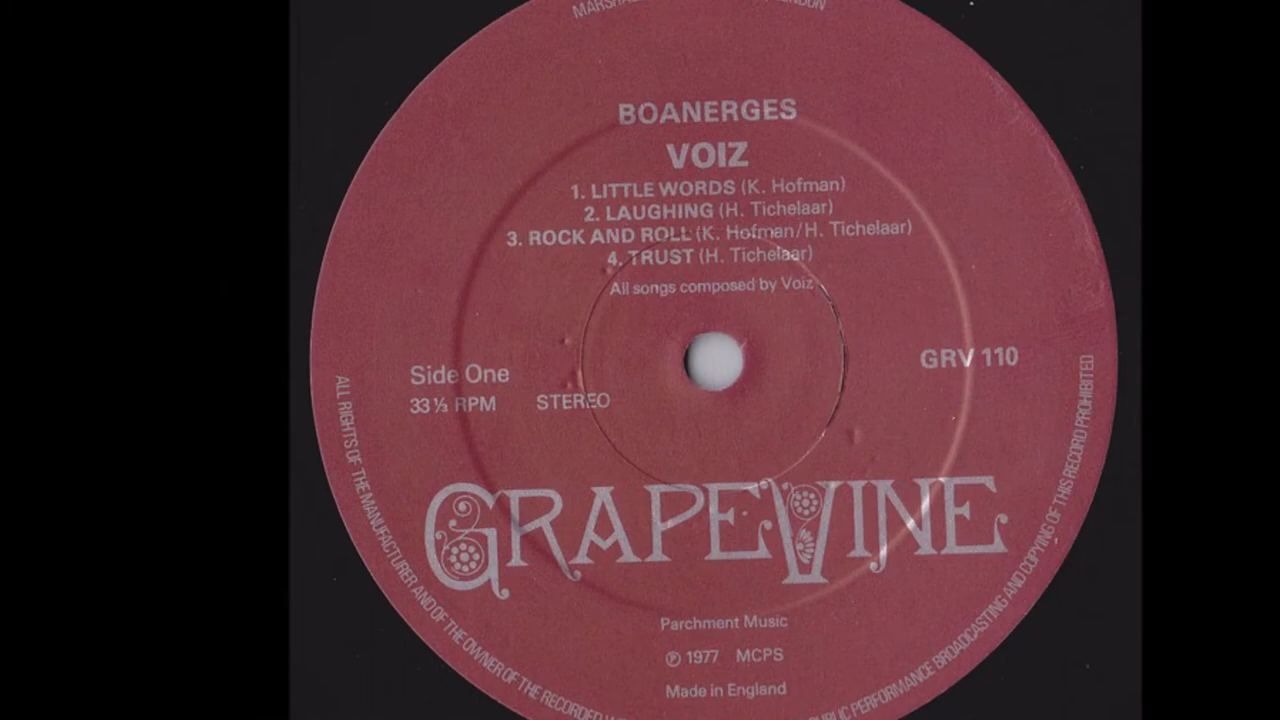 BOANERGES
VOIZ
1. LITTLE WORDS (K. Hofman)
2. LAUGHING (H. Tichelaar)
3. ROCK AND ROLL (K. Hofman/H. Tichelaar)
4. TRUST (H. Tichelaar)
All songs composed by Voiz
Side One
GRV 110
33⅓ RPM STEREO
GRAPEVINE
Parchment Music
℗ 1977 MCPS
Made in England
ALL RIGHTS OF THE MANUFACTURER AND OF THE OWNER OF THE RECORDED
PUBLIC PERFORMANCE BROADCASTING AND COPYING OF THIS RECORD PROHIBITED